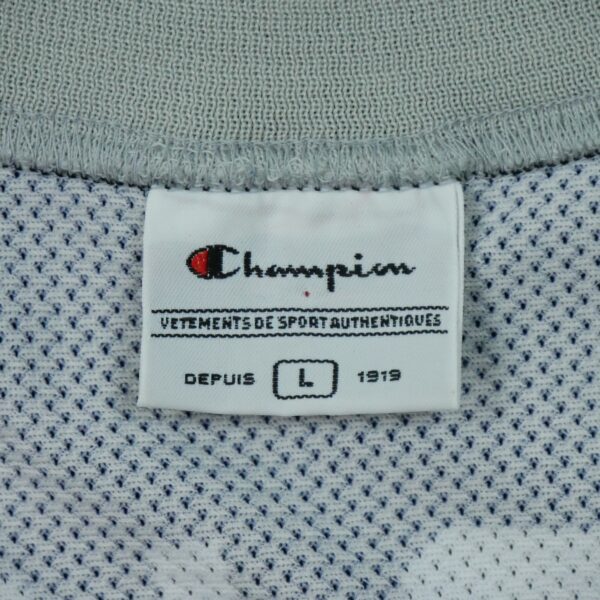 Champion
VETEMENTS DE SPORT AUTHENTIQUES
DEPUIS L 1919